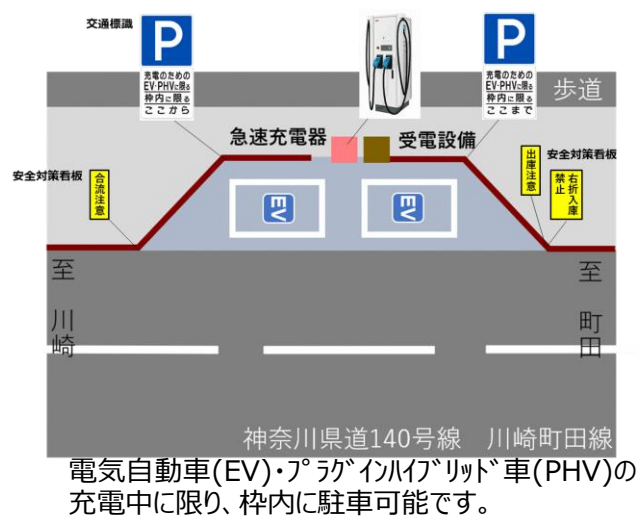 交通標識
P
充電のための
EV・PHVに限る
枠内に限る
ここから
P
充電のための
EV・PHVに限る
枠内に限る
ここまで
歩道
急速充電器
受電設備
安全対策看板
合流注意
出庫注意
安全対策看板
右折入庫
禁止
EV
EV
至
川崎
至
町田
神奈川県道140号線 川崎町田線
電気自動車(EV)・プラグインハイブリッド車(PHV)の
充電中に限り、枠内に駐車可能です。